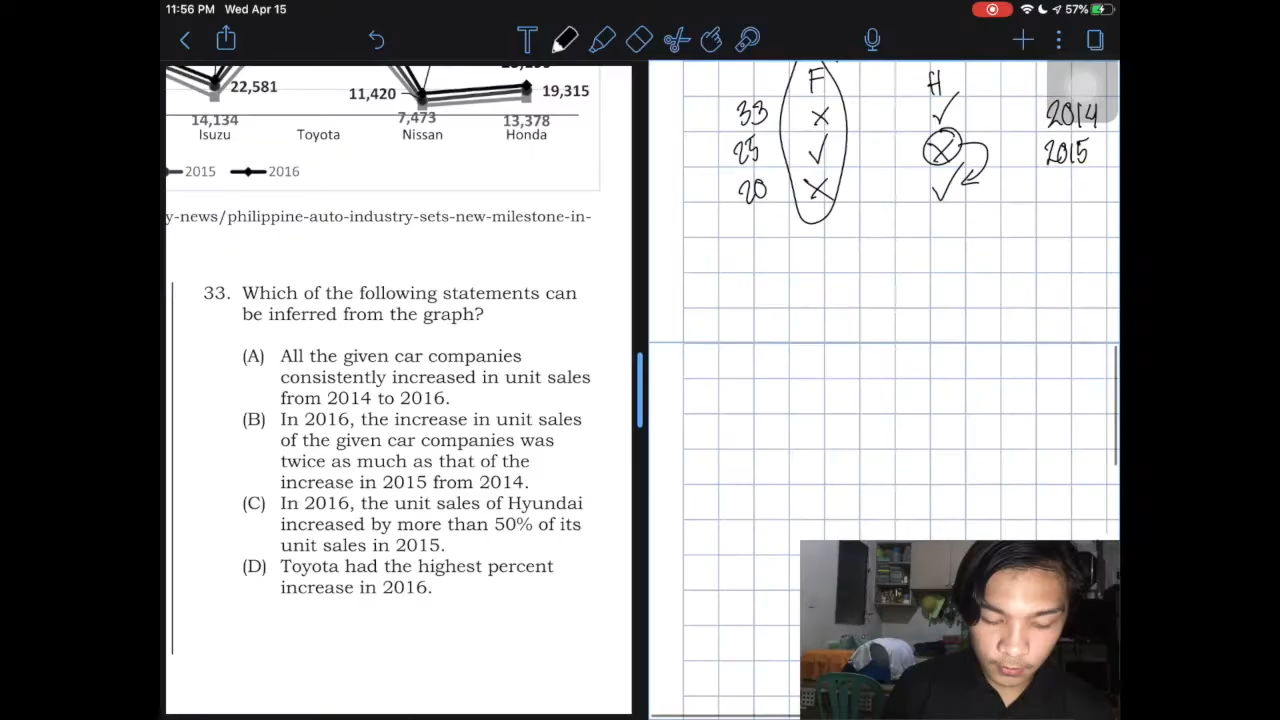 11:56 PM Wed Apr 15
57%
22,581
11,420
19,315
14,134
7,473
13,378
Isuzu
Toyota
Nissan
Honda
2015
2016
y-news/philippine-auto-industry-sets-new-milestone-in-
33. Which of the following statements can
be inferred from the graph?
(A) All the given car companies
consistently increased in unit sales
from 2014 to 2016.
(B) In 2016, the increase in unit sales
of the given car companies was
twice as much as that of the
increase in 2015 from 2014.
(C) In 2016, the unit sales of Hyundai
increased by more than 50% of its
unit sales in 2015.
(D) Toyota had the highest percent
increase in 2016.
F H
33 x ✓ 2014
25 ✓ x 2015
20 x ✓